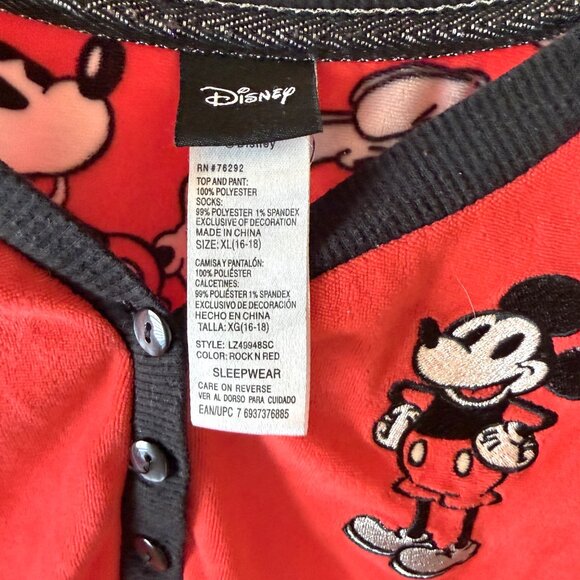 Disney
©Disney
RN #76292
TOP AND PANT:
100% POLYESTER
SOCKS:
99% POLYESTER 1% SPANDEX
EXCLUSIVE OF DECORATION
MADE IN CHINA
SIZE: XL(16-18)
CAMISA Y PANTALÓN:
100% POLIÉSTER
CALCETINES:
99% POLIÉSTER 1% SPANDEX
EXCLUSIVO DE DECORACIÓN
HECHO EN CHINA
TALLA: XG(16-18)
STYLE: LZ49948SC
COLOR: ROCK N RED
SLEEPWEAR
CARE ON REVERSE
VER AL DORSO PARA CUIDADO
EAN/UPC 7 6937376885